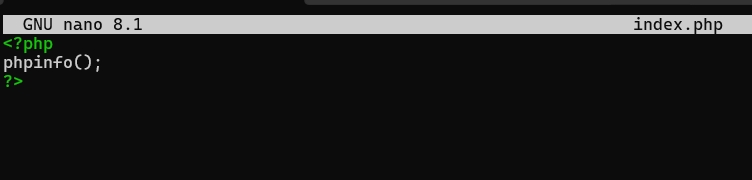 GNU nano 8.1 index.php
<?php
phpinfo();
?>